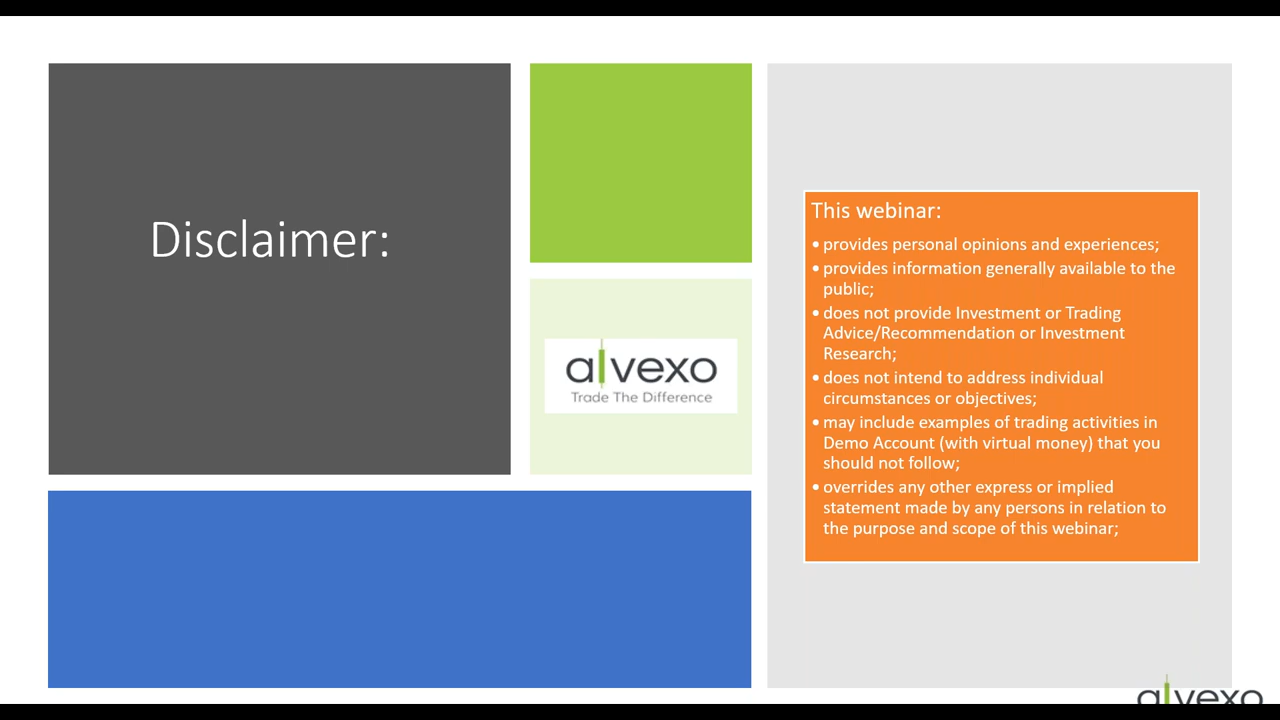 Disclaimer:
alvexo
Trade The Difference
This webinar:
• provides personal opinions and experiences;
• provides information generally available to the
public;
• does not provide Investment or Trading
Advice/Recommendation or Investment
Research;
• does not intend to address individual
circumstances or objectives;
• may include examples of trading activities in
Demo Account (with virtual money) that you
should not follow;
• overrides any other express or implied
statement made by any persons in relation to
the purpose and scope of this webinar;
alvexo